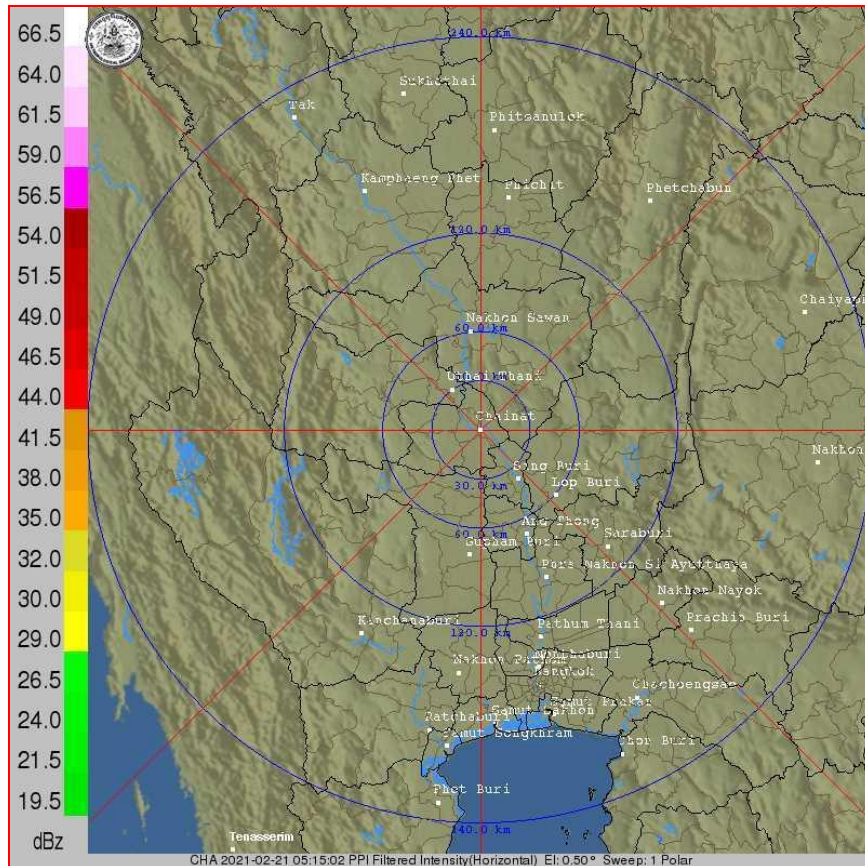 66.5
64.0
61.5
59.0
56.5
54.0
51.5
49.0
46.5
44.0
41.5
38.0
35.0
32.0
30.0
29.0
26.5
24.0
21.5
19.5
dBz
240.0 km
Sukhothai
Tak
Phitsanulok
Kamphaeng Phet
Phichit
Phetchabun
120.0 km
Chaiyaph
Nakhon Sawan
60.0 km
Uthai Thani
Chainat
Nakhon
Sing Buri
30.0 km
Lop Buri
Ang Thong
60.0 km
Suphan Buri
Saraburi
Pora Nakhon Si Ayutthaya
Nakhon Nayok
Kanchanaburi
120.0 km
Pathum Thani
Prachin Buri
Nonthaburi
Nakhon Pathom
Bangkok
Chachoengsao
Samut Prakan
Samut Sakhon
Ratchaburi
Samut Songkhram
Chon Buri
Phet Buri
240.0 km
Tenasserim
CHA 2021-02-21 05:15:02 PPI Filtered Intensity(Horizontal) El: 0.50° Sweep: 1 Polar